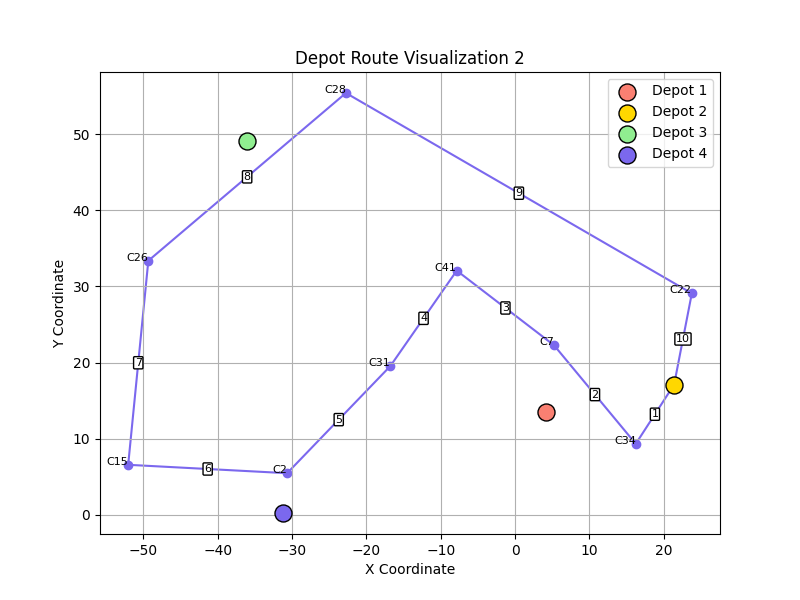 Depot Route Visualization 2
Depot 1
Depot 2
Depot 3
Depot 4
C28
8
9
C26
C41
C22
3
4
10
C7
7
C31
2
1
5
C34
C15
6
C2
50
40
30
20
10
0
Y Coordinate
−50
−40
−30
−20
−10
0
10
20
X Coordinate